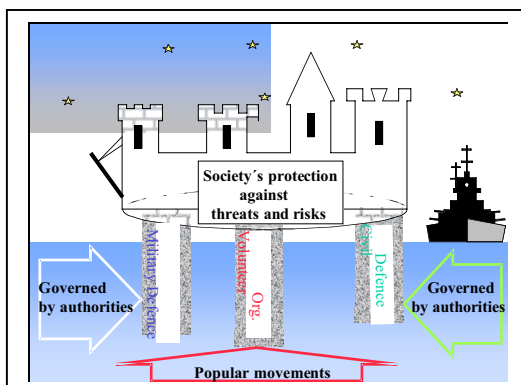 Society´s protection
against
threats and risks
Military Defence
Volunteer
Org.
Civil
Defence
Governed
by authorities
Governed
by authorities
Popular movements